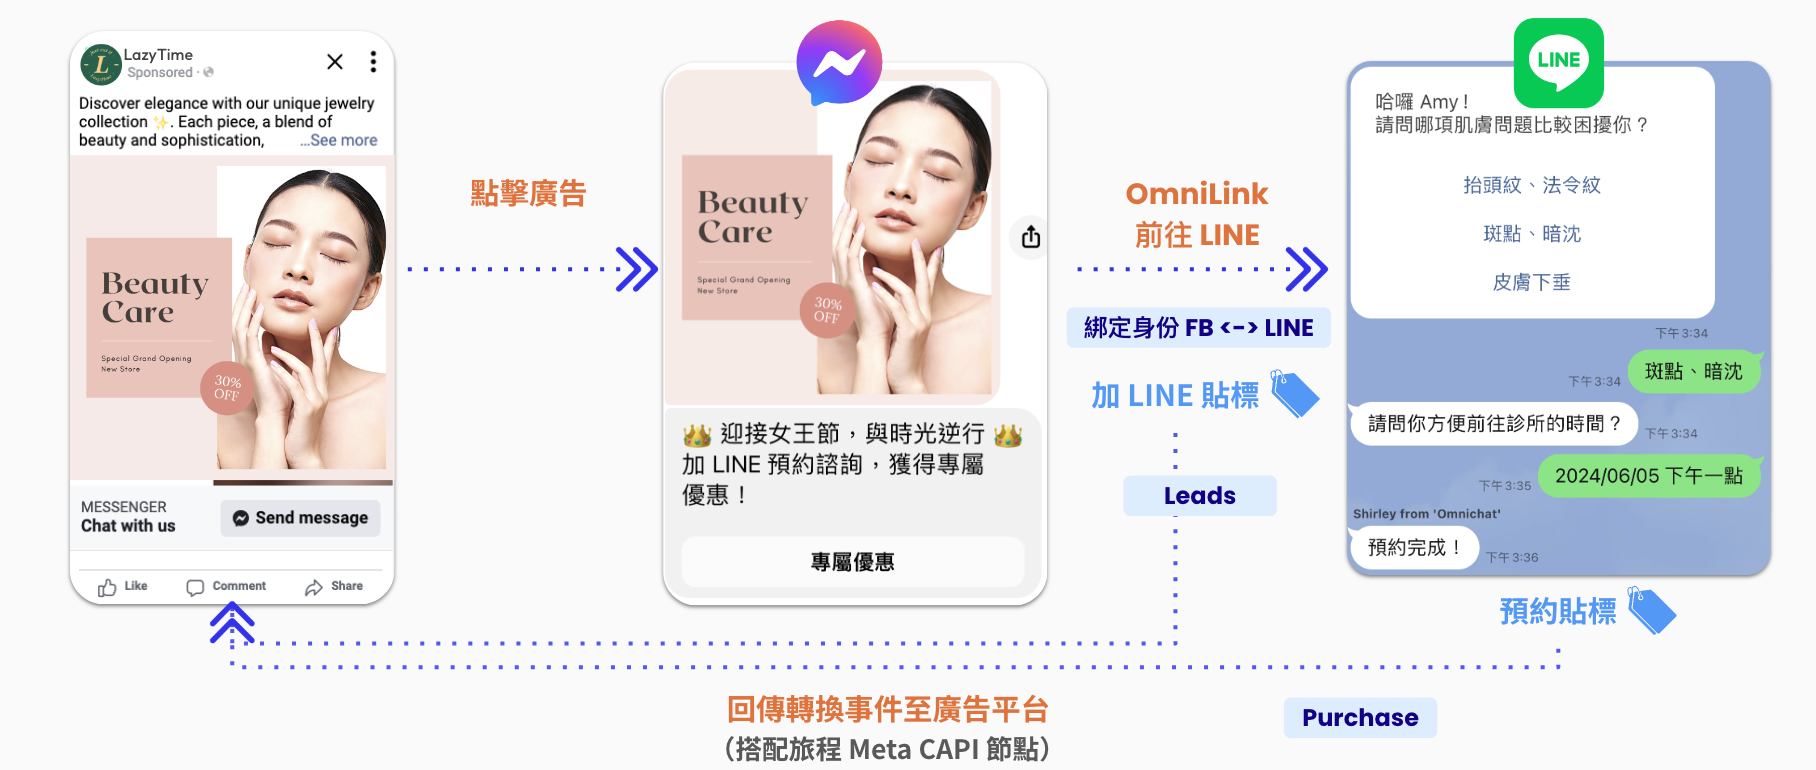 LazyTime
Sponsored ·
Discover elegance with our unique jewelry
collection ✨. Each piece, a blend of
beauty and sophistication, ...See more
Beauty
Care
Special Grand Opening
New Store
30%
OFF
MESSENGER
Chat with us
Send message
Like
Comment
Share
點擊廣告
Beauty
Care
Special Grand Opening
New Store
30%
OFF
👑 迎接女王節，與時光逆行 👑
加 LINE 預約諮詢，獲得專屬
優惠！
專屬優惠
OmniLink
前往 LINE
綁定身份 FB <-> LINE
加 LINE 貼標
Leads
LINE
哈囉 Amy！
請問哪項肌膚問題比較困擾你？
抬頭紋、法令紋
斑點、暗沈
皮膚下垂
下午 3:34
下午 3:34
斑點、暗沈
請問你方便前往診所的時間？
下午 3:34
下午 3:35
2024/06/05 下午一點
Shirley from 'Omnichat'
預約完成！
下午 3:36
預約貼標
回傳轉換事件至廣告平台
（搭配旅程 Meta CAPI 節點）
Purchase